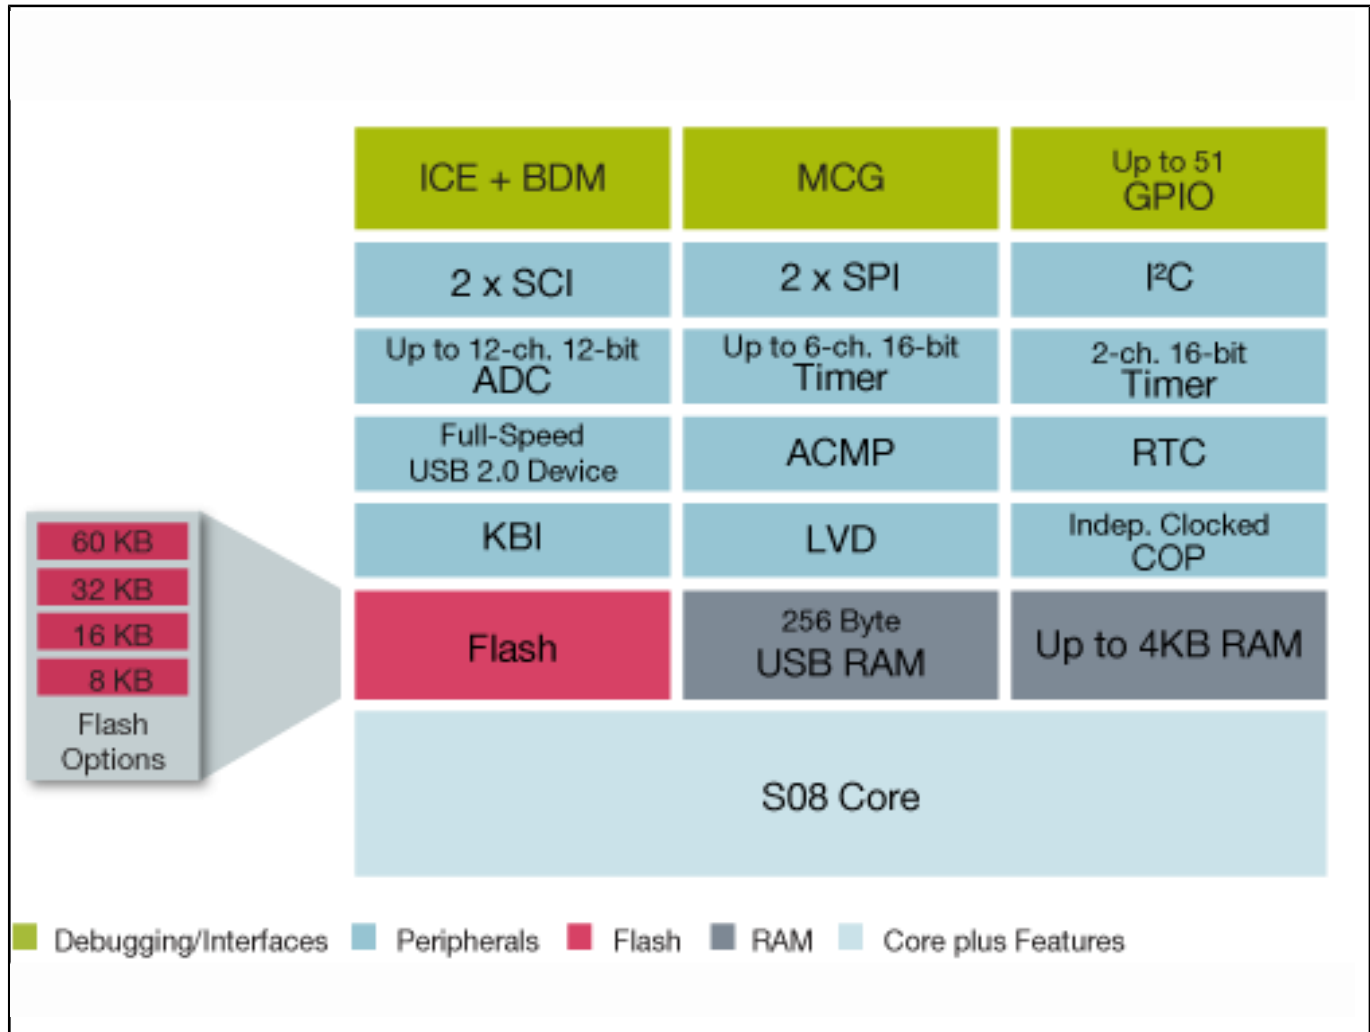 ICE + BDM
MCG
Up to 51
GPIO
2 x SCI
2 x SPI
I²C
Up to 12-ch. 12-bit
ADC
Up to 6-ch. 16-bit
Timer
2-ch. 16-bit
Timer
Full-Speed
USB 2.0 Device
ACMP
RTC
KBI
LVD
Indep. Clocked
COP
60 KB
32 KB
16 KB
8 KB
Flash
Options
Flash
256 Byte
USB RAM
Up to 4KB RAM
S08 Core
Debugging/Interfaces
Peripherals
Flash
RAM
Core plus Features